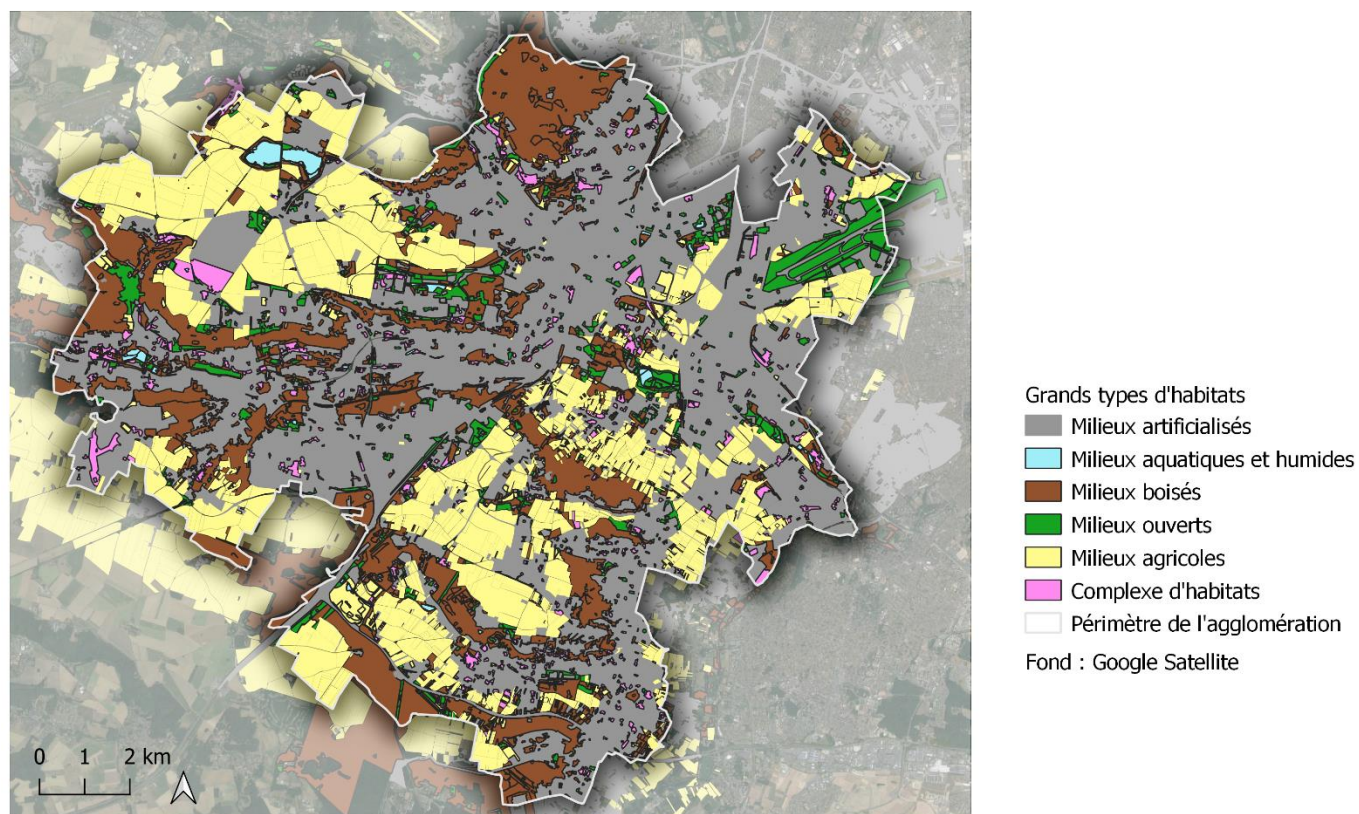 Grands types d'habitats
Milieux artificialisés
Milieux aquatiques et humides
Milieux boisés
Milieux ouverts
Milieux agricoles
Complexe d'habitats
Périmètre de l'agglomération
Fond : Google Satellite
0 1 2 km